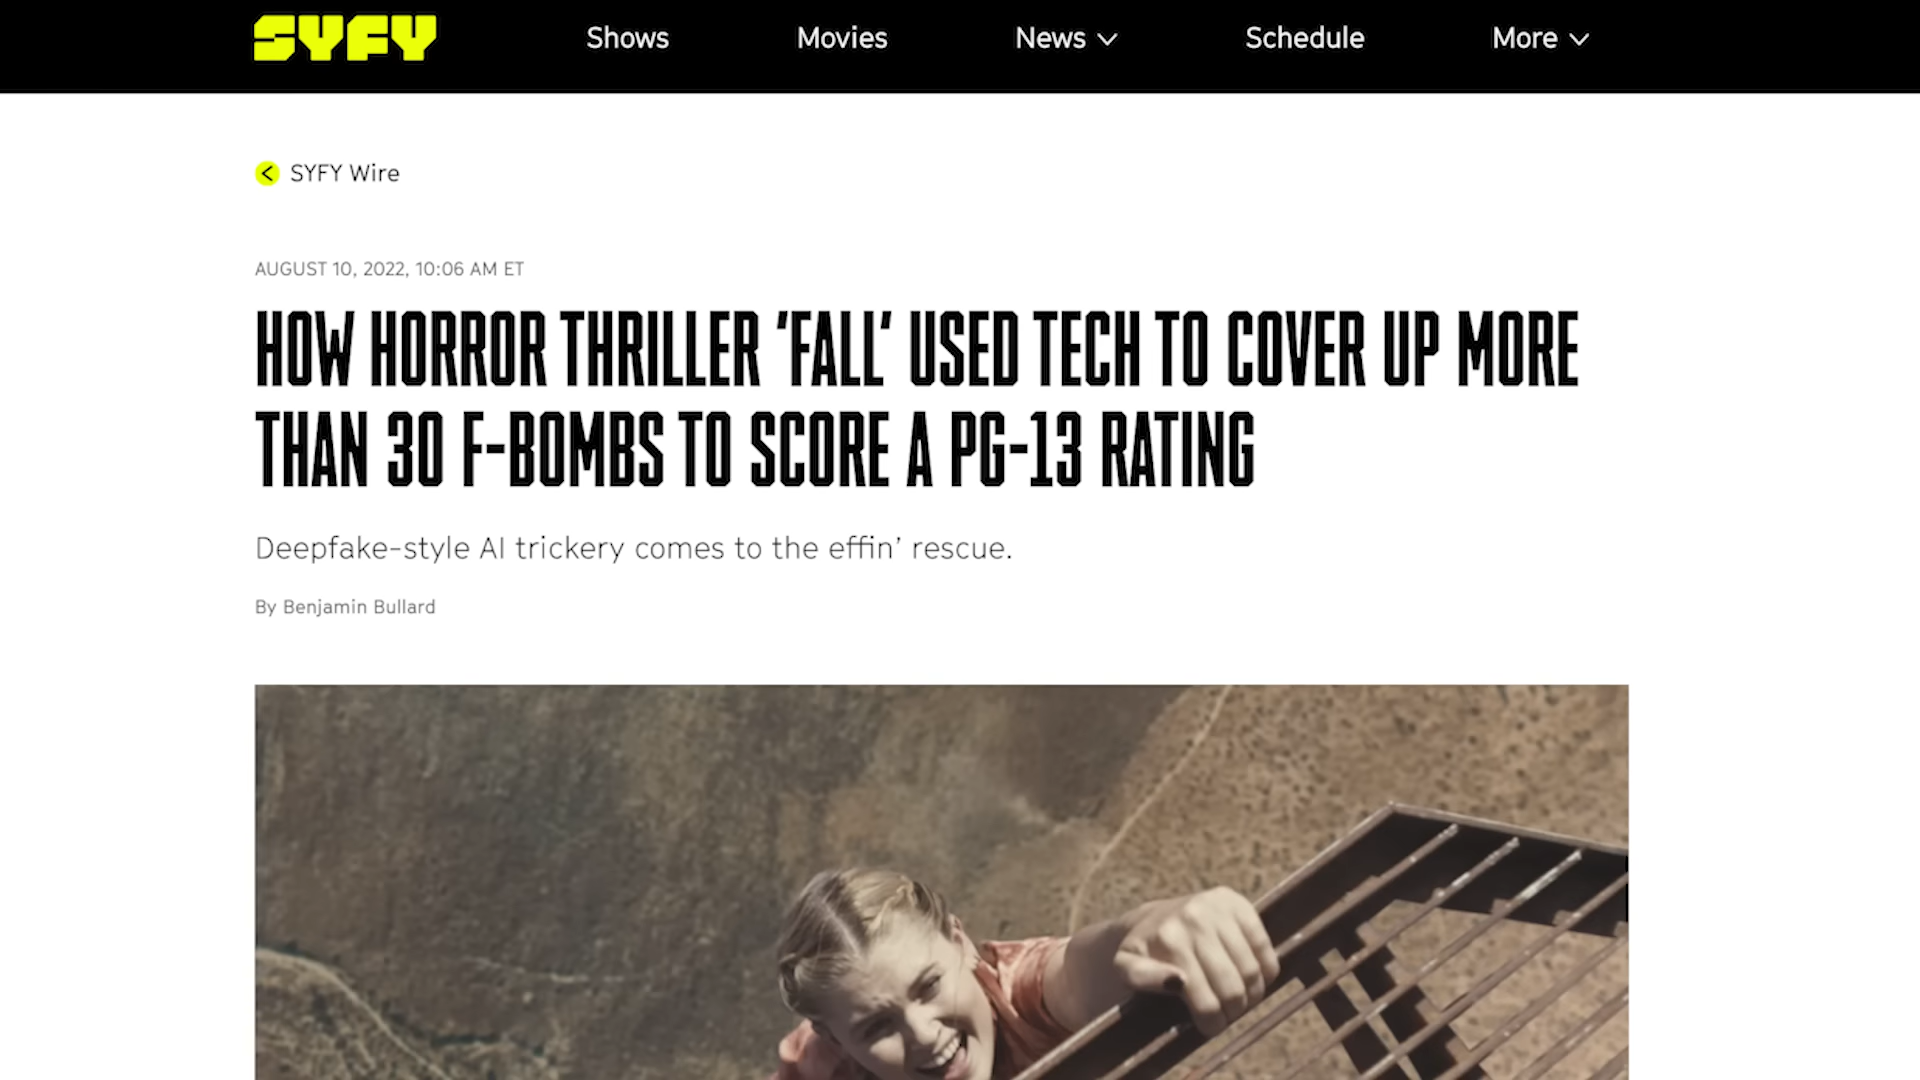 SYFY
Shows
Movies
News
Schedule
More
SYFY Wire
AUGUST 10, 2022, 10:06 AM ET
HOW HORROR THRILLER ‘FALL’ USED TECH TO COVER UP MORE
THAN 30 F-BOMBS TO SCORE A PG-13 RATING
Deepfake-style AI trickery comes to the effin’ rescue.
By Benjamin Bullard